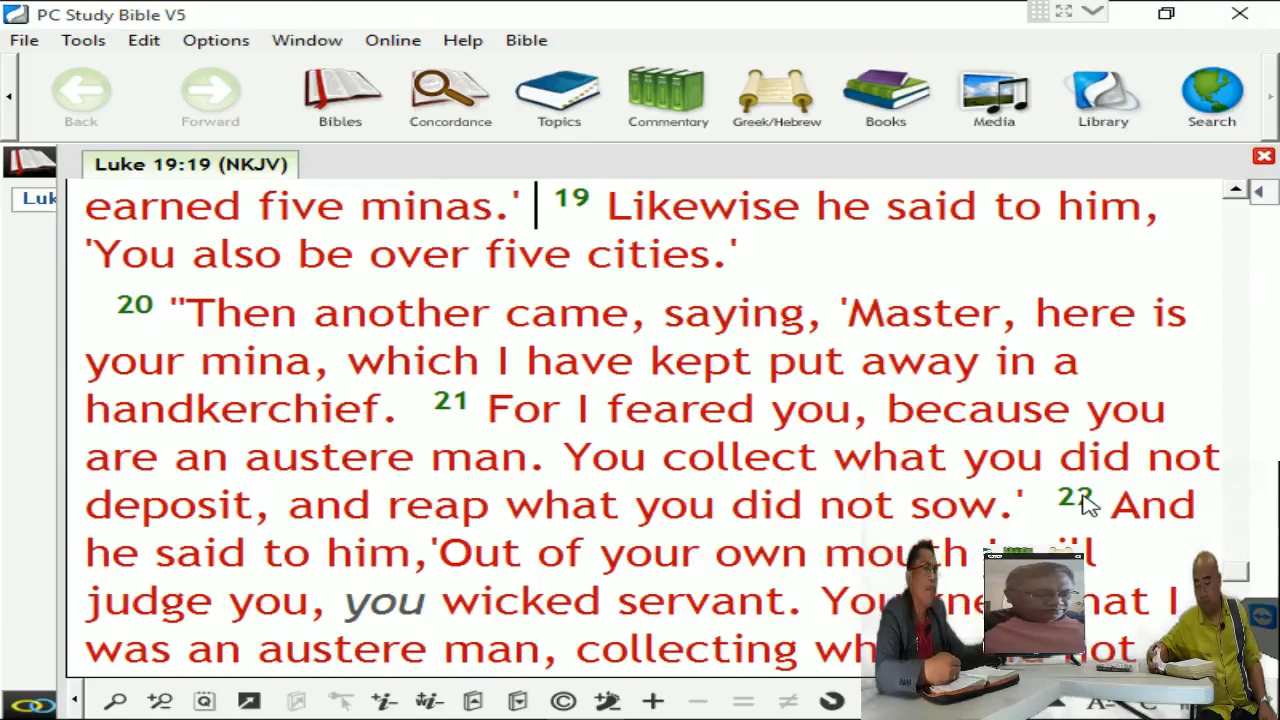 PC Study Bible V5
File Tools Edit Options Window Online Help Bible
Back Forward Bibles Concordance Topics Commentary Greek/Hebrew Books Media Library Search
Luke 19:19 (NKJV)
Luk
earned five minas.' 19 Likewise he said to him,
'You also be over five cities.'
20 "Then another came, saying, 'Master, here is
your mina, which I have kept put away in a
handkerchief. 21 For I feared you, because you
are an austere man. You collect what you did not
deposit, and reap what you did not sow.' 22 And
he said to him,'Out of your own mouth
judge you, you wicked servant. You I
was an austere man, collecting not